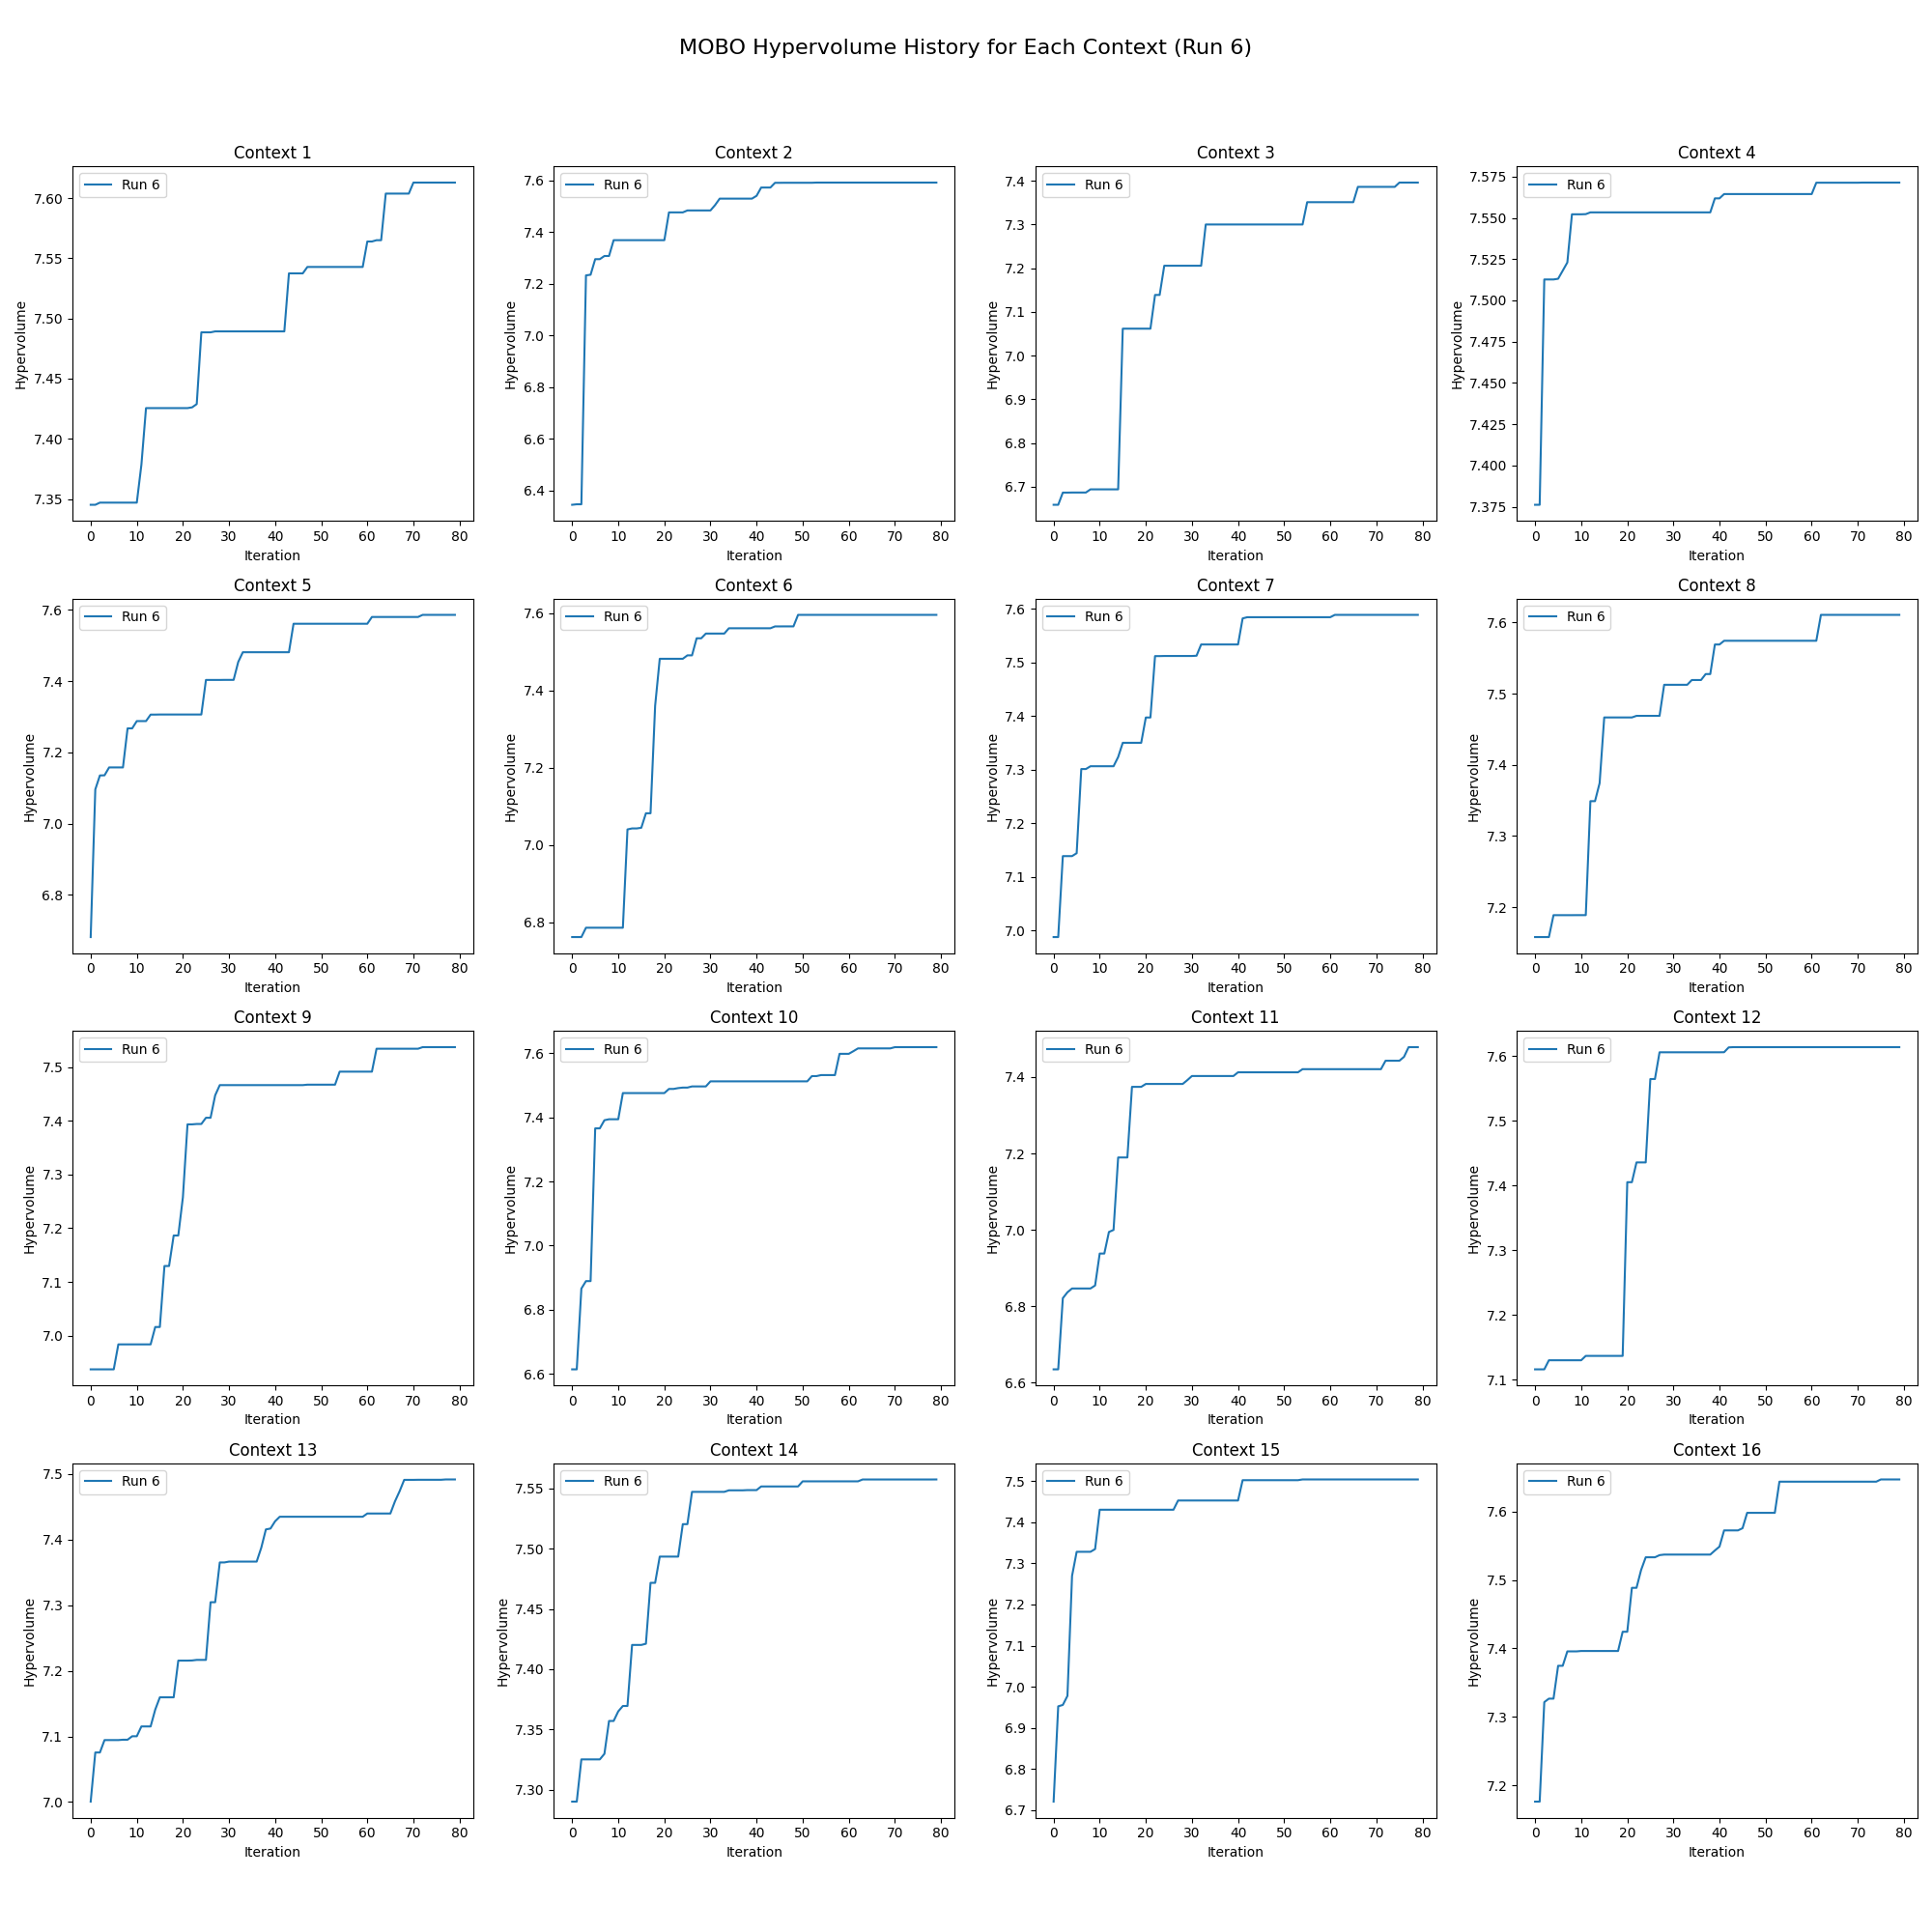 MOBO Hypervolume History for Each Context (Run 6)
Context 1
Run 6
Hypervolume
7.60
7.55
7.50
7.45
7.40
7.35
0 10 20 30 40 50 60 70 80
Iteration
Context 2
Run 6
Hypervolume
7.6
7.4
7.2
7.0
6.8
6.6
6.4
0 10 20 30 40 50 60 70 80
Iteration
Context 3
Run 6
Hypervolume
7.4
7.3
7.2
7.1
7.0
6.9
6.8
6.7
0 10 20 30 40 50 60 70 80
Iteration
Context 4
Run 6
Hypervolume
7.575
7.550
7.525
7.500
7.475
7.450
7.425
7.400
7.375
0 10 20 30 40 50 60 70 80
Iteration
Context 5
Run 6
Hypervolume
7.6
7.4
7.2
7.0
6.8
0 10 20 30 40 50 60 70 80
Iteration
Context 6
Run 6
Hypervolume
7.6
7.4
7.2
7.0
6.8
0 10 20 30 40 50 60 70 80
Iteration
Context 7
Run 6
Hypervolume
7.6
7.5
7.4
7.3
7.2
7.1
7.0
0 10 20 30 40 50 60 70 80
Iteration
Context 8
Run 6
Hypervolume
7.6
7.5
7.4
7.3
7.2
0 10 20 30 40 50 60 70 80
Iteration
Context 9
Run 6
Hypervolume
7.5
7.4
7.3
7.2
7.1
7.0
0 10 20 30 40 50 60 70 80
Iteration
Context 10
Run 6
Hypervolume
7.6
7.4
7.2
7.0
6.8
6.6
0 10 20 30 40 50 60 70 80
Iteration
Context 11
Run 6
Hypervolume
7.4
7.2
7.0
6.8
6.6
0 10 20 30 40 50 60 70 80
Iteration
Context 12
Run 6
Hypervolume
7.6
7.5
7.4
7.3
7.2
7.1
0 10 20 30 40 50 60 70 80
Iteration
Context 13
Run 6
Hypervolume
7.5
7.4
7.3
7.2
7.1
7.0
0 10 20 30 40 50 60 70 80
Iteration
Context 14
Run 6
Hypervolume
7.55
7.50
7.45
7.40
7.35
7.30
0 10 20 30 40 50 60 70 80
Iteration
Context 15
Run 6
Hypervolume
7.5
7.4
7.3
7.2
7.1
7.0
6.9
6.8
6.7
0 10 20 30 40 50 60 70 80
Iteration
Context 16
Run 6
Hypervolume
7.6
7.5
7.4
7.3
7.2
0 10 20 30 40 50 60 70 80
Iteration